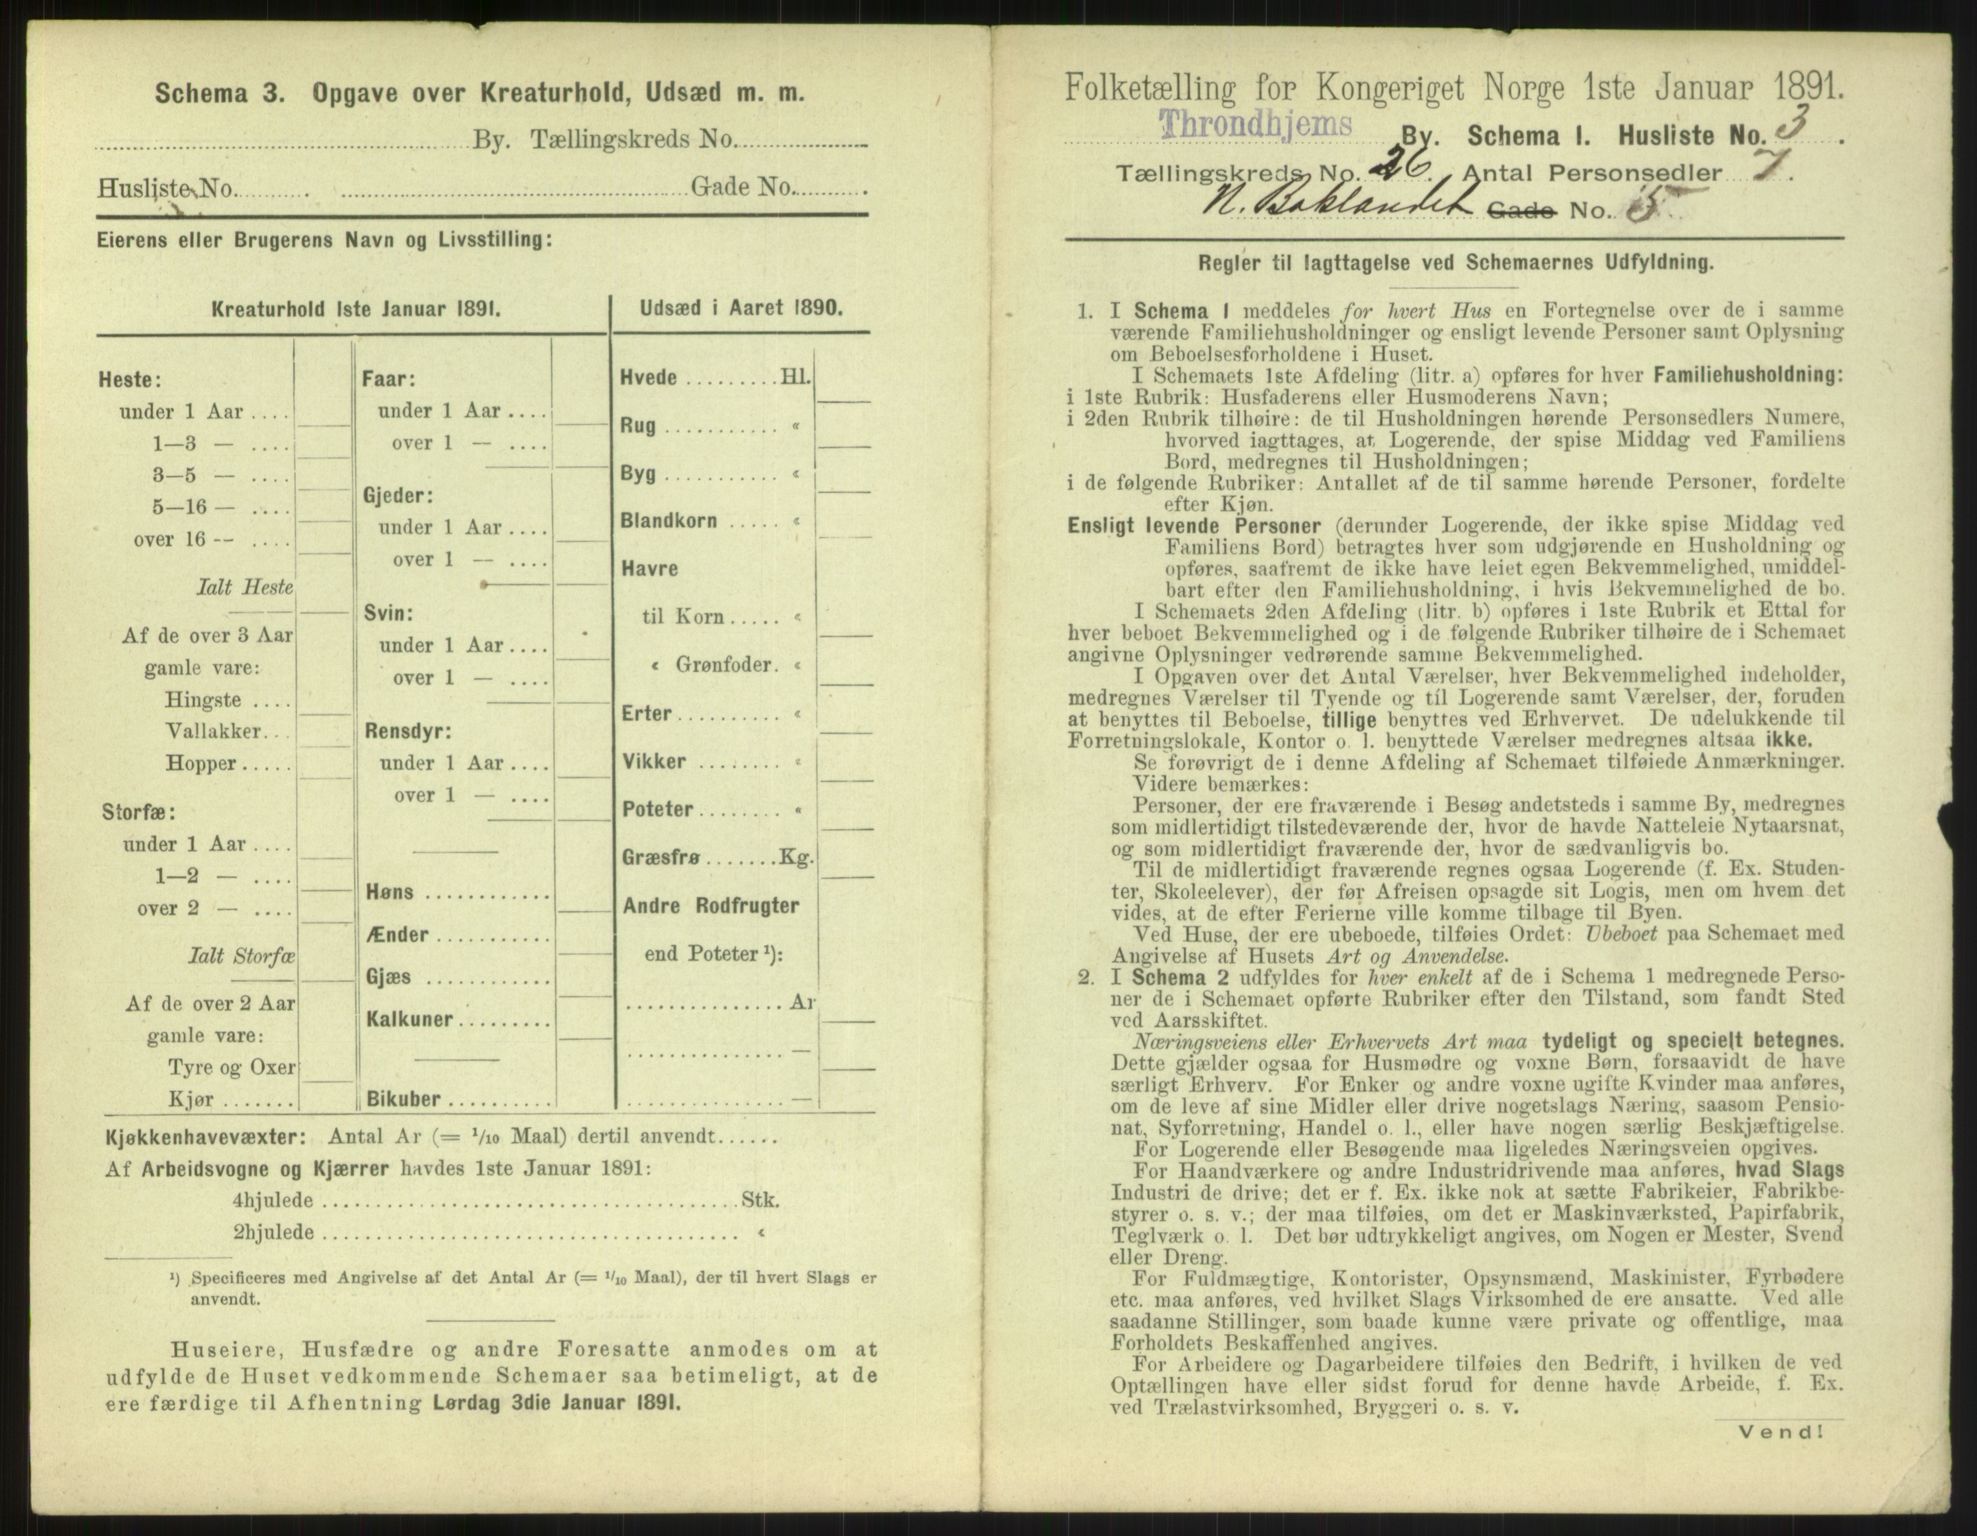 Schema 3. Opgave over Kreaturhold, Udsæd m. m.
By. Tællingskreds No.
Husliste No. . Gade No. .
Eierens eller Brugerens Navn og Livsstilling:
Kreaturhold 1ste Januar 1891.
Heste:
under 1 Aar ....
1—3 — ....
3—5 — ....
5—16 — ....
over 16 -- ....
Ialt Heste
Af de over 3 Aar
gamle vare:
Hingste ....
Vallakker...
Hopper.....
Storfæ:
under 1 Aar ....
1—2 — ....
over 2 — ....
Ialt Storfæ
Af de over 2 Aar
gamle vare:
Tyre og Oxer
Kjør .......
Faar:
under 1 Aar ....
over 1 — ....
Gjeder:
under 1 Aar ....
over 1 — ....
Svin:
under 1 Aar ....
over 1 — ....
Rensdyr:
under 1 Aar ....
over 1 — ....
Høns ............
Ænder ...........
Gjæs ............
Kalkuner.........
Bikuber ..........
Udsæd i Aaret 1890.
Hvede .........Hl.
Rug ........... «
Byg ........... «
Blandkorn ..... «
Havre
til Korn..... «
« Grønfoder. «
Erter.......... «
Vikker ........ «
Poteter........ «
Græsfrø .......Kg.
Andre Rodfrugter
end Poteter ¹):
............... Ar
............... —
............... —
Kjøkkenhavevæxter: Antal Ar (= 1/10 Maal) dertil anvendt......
Af Arbeidsvogne og Kjærrer havdes 1ste Januar 1891:
4hjulede ......................................Stk.
2hjulede ...................................... «
¹) Specificeres med Angivelse af det Antal Ar (= 1/10 Maal), der til hvert Slags er
anvendt.
Huseiere, Husfædre og andre Foresatte anmodes om at
udfylde de Huset vedkommende Schemaer saa betimeligt, at de
ere færdige til Afhentning Lørdag 3die Januar 1891.
Folketælling for Kongeriget Norge 1ste Januar 1891.
Throndhjems By. Schema 1. Husliste No. 3 .
Tællingskreds No. 26. Antal Personsedler 7.
N. Baklandet Gade No. 15
Regler til Iagttagelse ved Schemaernes Udfyldning.
1. I Schema 1 meddeles for hvert Hus en Fortegnelse over de i samme
værende Familiehusholdninger og ensligt levende Personer samt Oplysning
om Beboelsesforholdene i Huset.
I Schemaets 1ste Afdeling (litr. a) opføres for hver Familiehusholdning:
i 1ste Rubrik: Husfaderens eller Husmoderens Navn;
i 2den Rubrik tilhøire: de til Husholdningen hørende Personsedlers Numere,
hvorved iagttages, at Logerende, der spise Middag ved Familiens
Bord, medregnes til Husholdningen;
i de følgende Rubriker: Antallet af de til samme hørende Personer, fordelte
efter Kjøn.
Ensligt levende Personer (derunder Logerende, der ikke spise Middag ved
Familiens Bord) betragtes hver som udgjørende en Husholdning og
opføres, saafremt de ikke have leiet egen Bekvemmelighed, umiddel-
bart efter den Familiehusholdning, i hvis Bekvemmelighed de bo.
I Schemaets 2den Afdeling (litr. b) opføres i 1ste Rubrik et Ettal for
hver beboet Bekvemmelighed og i de følgende Rubriker tilhøire de i Schemaet
angivne Oplysninger vedrørende samme Bekvemmelighed.
I Opgaven over det Antal Værelser, hver Bekvemmelighed indeholder,
medregnes Værelser til Tyende og til Logerende samt Værelser, der, foruden
at benyttes til Beboelse, tillige benyttes ved Erhvervet. De udelukkende til
Forretningslokale, Kontor o. l. benyttede Værelser medregnes altsaa ikke.
Se forøvrigt de i denne Afdeling af Schemaet tilføiede Anmærkninger.
Videre bemærkes:
Personer, der ere fraværende i Besøg andetsteds i samme By, medregnes
som midlertidigt tilstedeværende der, hvor de havde Natteleie Nytaarsnat,
og som midlertidigt fraværende der, hvor de sædvanligvis bo.
Til de midlertidigt fraværende regnes ogsaa Logerende (f. Ex. Studen-
ter, Skoleelever), der før Afreisen opsagde sit Logis, men om hvem det
vides, at de efter Ferierne ville komme tilbage til Byen.
Ved Huse, der ere ubeboede, tilføies Ordet: Ubeboet paa Schemaet med
Angivelse af Husets Art og Anvendelse.
2. I Schema 2 udfyldes for hver enkelt af de i Schema 1 medregnede Perso-
ner de i Schemaet opførte Rubriker efter den Tilstand, som fandt Sted
ved Aarsskiftet.
Næringsveiens eller Erhvervets Art maa tydeligt og specielt betegnes.
Dette gjælder ogsaa for Husmødre og voxne Børn, forsaavidt de have
særligt Erhverv. For Enker og andre voxne ugifte Kvinder maa anføres,
om de leve af sine Midler eller drive nogetslags Næring, saasom Pensio-
nat, Syforretning, Handel o. l., eller have nogen særlig Beskjæftigelse.
For Logerende eller Besøgende maa ligeledes Næringsveien opgives.
For Haandværkere og andre Industridrivende maa anføres, hvad Slags
Industri de drive; det er f. Ex. ikke nok at sætte Fabrikeier, Fabrikbe-
styrer o. s. v.; der maa tilføies, om det er Maskinværksted, Papirfabrik,
Teglværk o. l. Det bør udtrykkeligt angives, om Nogen er Mester, Svend
eller Dreng.
For Fuldmægtige, Kontorister, Opsynsmænd, Maskinister, Fyrbødere
etc. maa anføres, ved hvilket Slags Virksomhed de ere ansatte. Ved alle
saadanne Stillinger, som baade kunne være private og offentlige, maa
Forholdets Beskaffenhed angives.
For Arbeidere og Dagarbeidere tilføies den Bedrift, i hvilken de ved
Optællingen have eller sidst forud for denne havde Arbeide, f. Ex.
ved Trælastvirksomhed, Bryggeri o. s. v.
Vend!